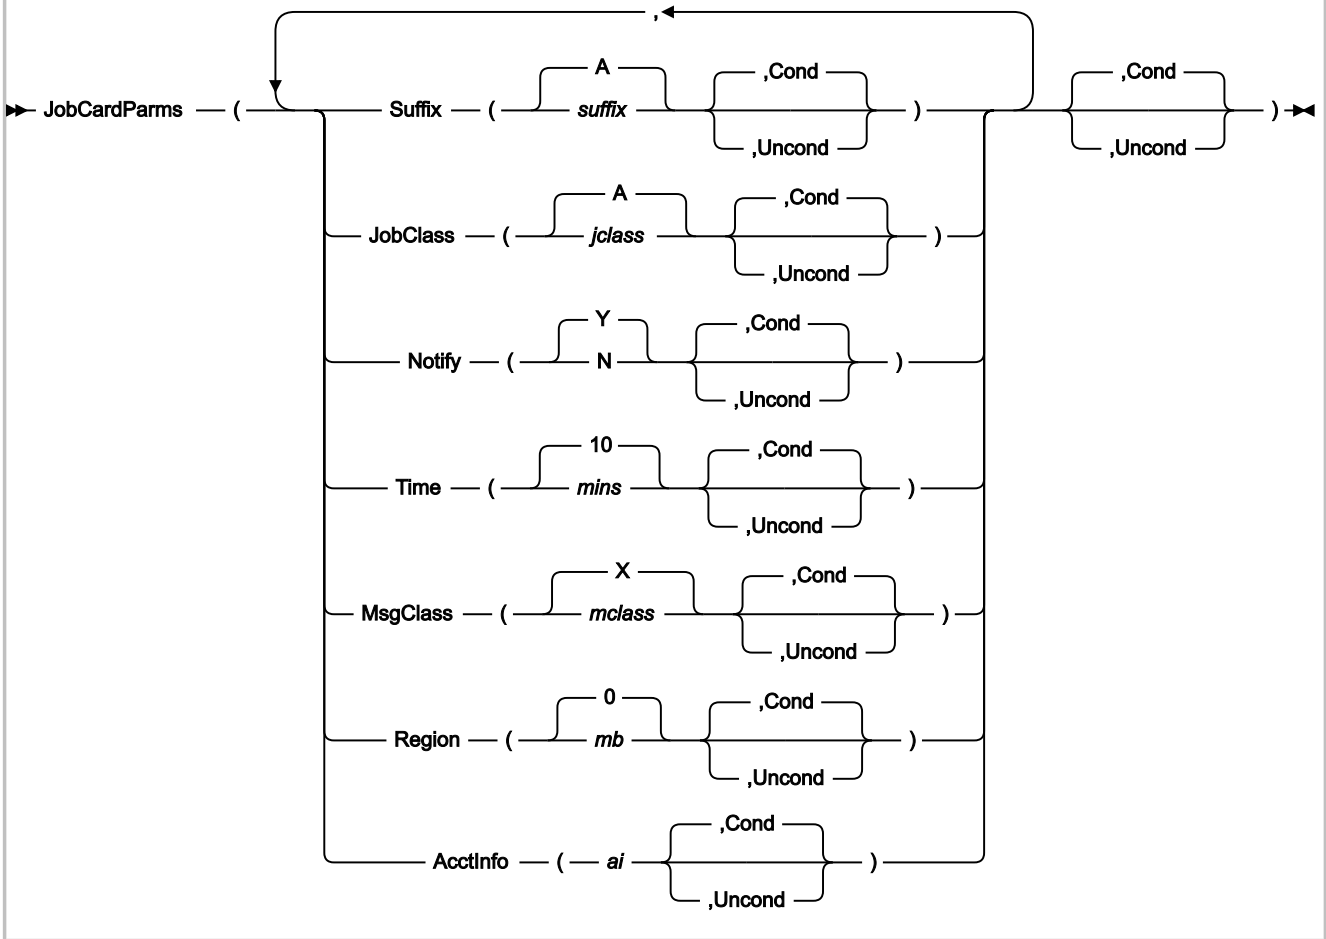 ,
A ,Cond ,Cond
JobCardParms ( Suffix ( suffix ) )
,Uncond ,Uncond
A ,Cond
JobClass ( jclass )
,Uncond
Y ,Cond
Notify ( N )
,Uncond
10 ,Cond
Time ( mins )
,Uncond
X ,Cond
MsgClass ( mclass )
,Uncond
0 ,Cond
Region ( mb )
,Uncond
,Cond
AcctInfo ( ai )
,Uncond